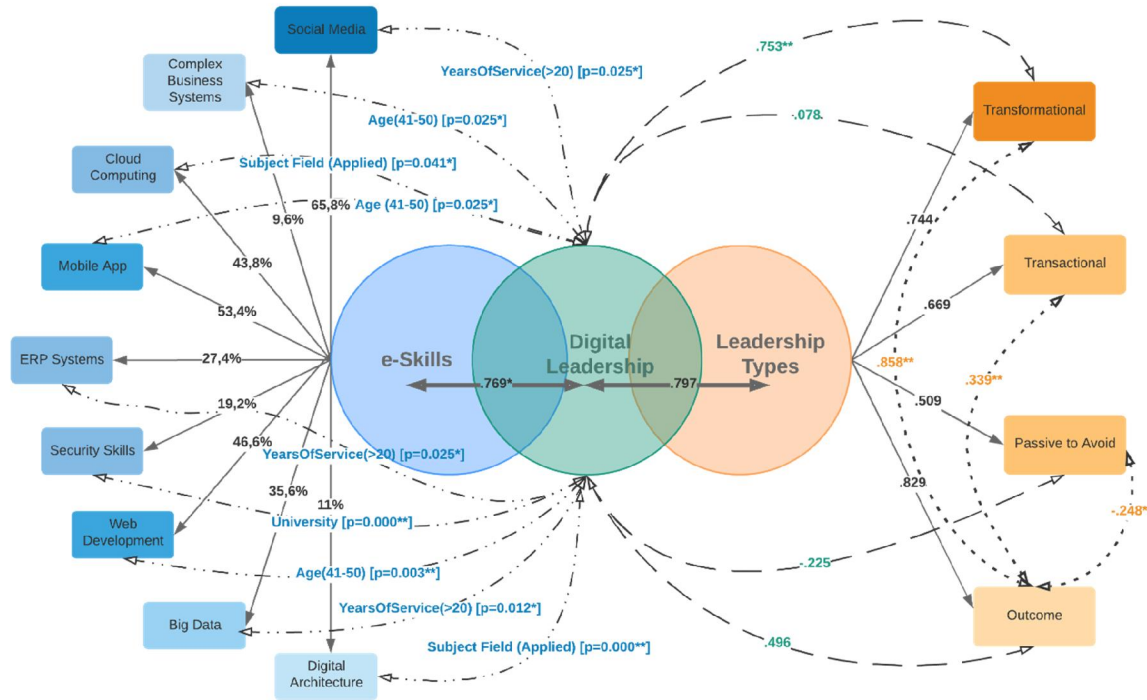 Social Media
.753**
YearsOfService(>20) [p=0.025*]
Complex
Business
Systems
Transformational
-.078
Age(41-50) [p=0.025*]
Cloud
Computing
Subject Field (Applied) [p=0.041*]
65,8%
Age (41-50) [p=0.025*]
9,6%
.744
Mobile App
43,8%
Transactional
53,4%
.669
e-Skills
Digital
Leadership
Leadership
Types
ERP Systems
27,4%
.769*
.797
.858**
.339**
.509
19,2%
Security Skills
46,6%
Passive to Avoid
YearsOfService(>20) [p=0.025*]
.829
35,6%
11%
University [p=0.000**]
-.248*
Web
Development
Age(41-50) [p=0.003**]
-.225
YearsOfService(>20) [p=0.012*]
Big Data
Outcome
Subject Field (Applied) [p=0.000**]
.496
Digital
Architecture